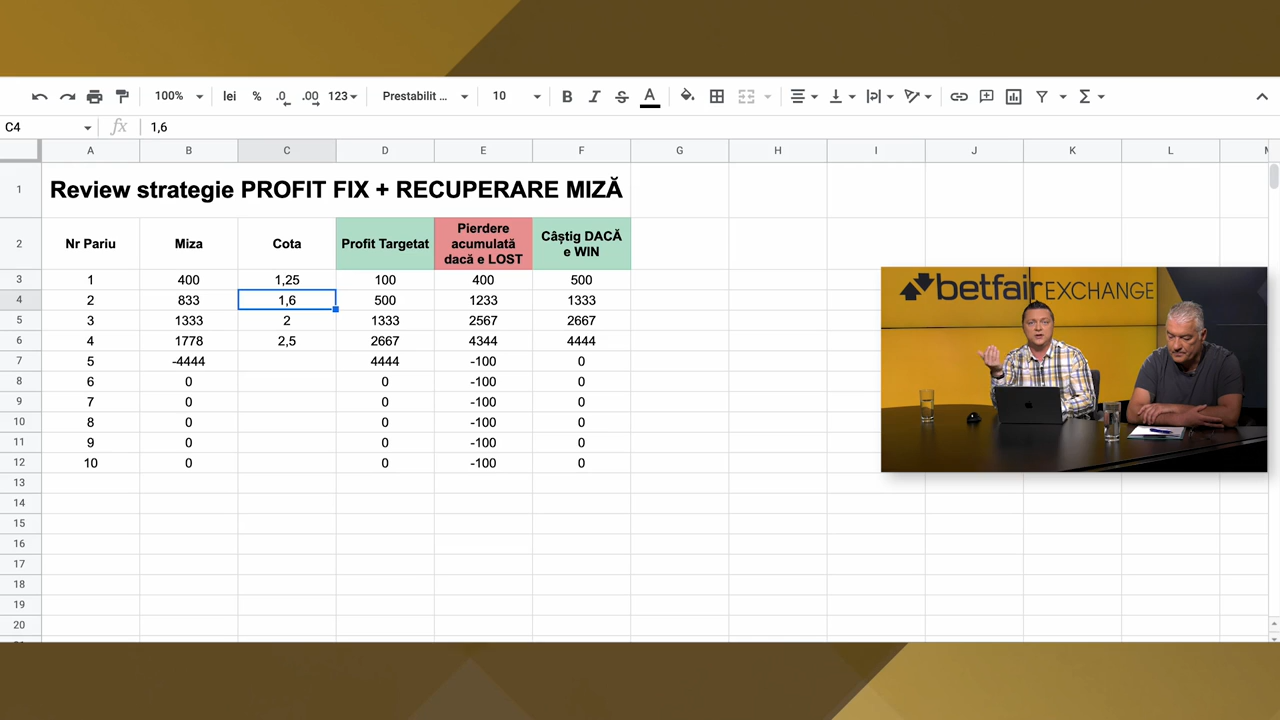 100% lei % .0 .00 123 Prestabilit ... 10 B I S A Σ
C4 fx 1,6
A B C D E F G H I J K L M
1 Review strategie PROFIT FIX + RECUPERARE MIZĂ
2 Nr Pariu Miza Cota Profit Targetat Pierdere acumulată dacă e LOST Câștig DACĂ e WIN
3 1 400 1,25 100 400 500
4 2 833 1,6 500 1233 1333
5 3 1333 2 1333 2567 2667
6 4 1778 2,5 2667 4344 4444
7 5 -4444 4444 -100 0
8 6 0 0 -100 0
9 7 0 0 -100 0
10 8 0 0 -100 0
11 9 0 0 -100 0
12 10 0 0 -100 0
13
14
15
16
17
18
19
20
betfair EXCHANGE